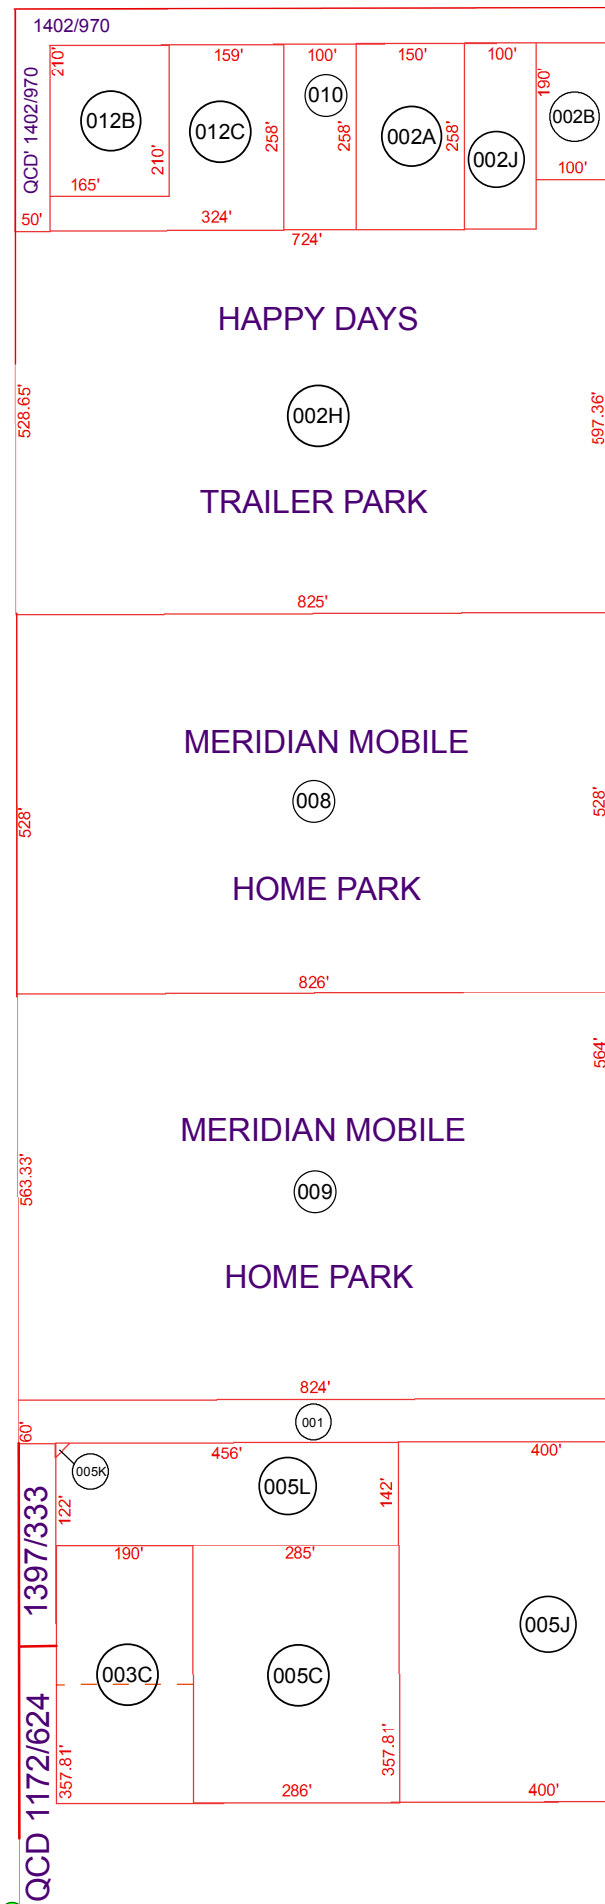 1402/970
QCD' 1402/970
210'
159'
100'
150'
100'
190'
012B
012C
010
002A
002J
002B
210'
258'
258'
258'
100'
165'
50'
324'
724'
HAPPY DAYS
528.65'
002H
597.36'
TRAILER PARK
825'
MERIDIAN MOBILE
528'
008
528'
HOME PARK
826'
564'
MERIDIAN MOBILE
563.33'
009
HOME PARK
824'
60'
001
456'
400'
005K
005L
122'
142'
1397/333
190'
285'
005J
003C
005C
357.81'
357.81'
286'
400'
QCD 1172/624